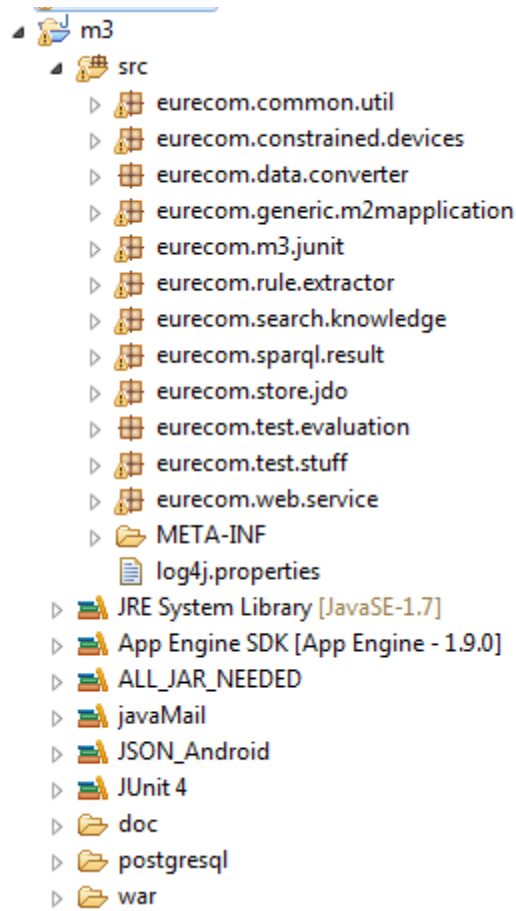 m3
src
eurecom.common.util
eurecom.constrained.devices
eurecom.data.converter
eurecom.generic.m2mapplication
eurecom.m3.junit
eurecom.rule.extractor
eurecom.search.knowledge
eurecom.sparql.result
eurecom.store.jdo
eurecom.test.evaluation
eurecom.test.stuff
eurecom.web.service
META-INF
log4j.properties
JRE System Library [JavaSE-1.7]
App Engine SDK [App Engine - 1.9.0]
ALL_JAR_NEEDED
javaMail
JSON_Android
JUnit 4
doc
postgresql
war